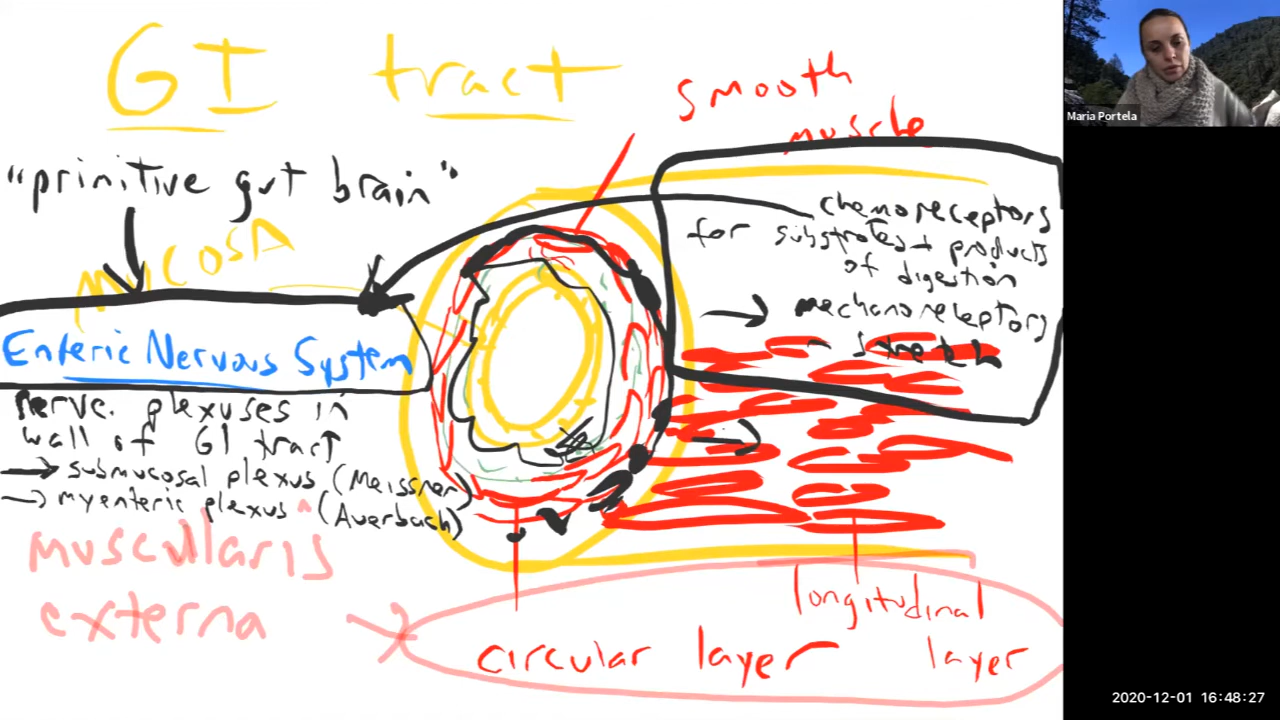 GI tract
smooth
muscle
"prinitive gut brain"
mucosA
chemoreceptors
for substrates + products
of digestion
→ mechanoreceptors
- stretch
Enteric Nervous System
nerve plexuses in
wall of GI tract
→ submucosal plexus (Meissner)
→ myenteric plexus (Auerbach)
muscularis
externa
longitudinal
layer
circular layer
Maria Portela
2020-12-01 16:48:27